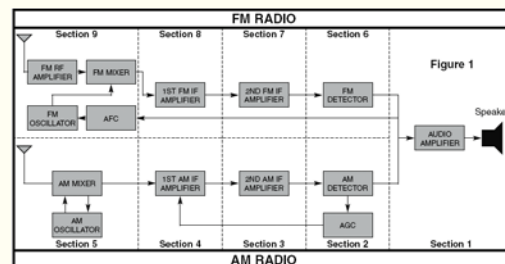 FM RADIO
Section 9
Section 8
Section 7
Section 6
Figure 1
FM RF
AMPLIFIER
FM MIXER
1ST FM IF
AMPLIFIER
2ND FM IF
AMPLIFIER
FM
DETECTOR
FM
OSCILLATOR
AFC
Speake
AUDIO
AMPLIFIER
AM MIXER
1ST AM IF
AMPLIFIER
2ND AM IF
AMPLIFIER
AM
DETECTOR
AM
OSCILLATOR
AGC
Section 5
Section 4
Section 3
Section 2
Section 1
AM RADIO